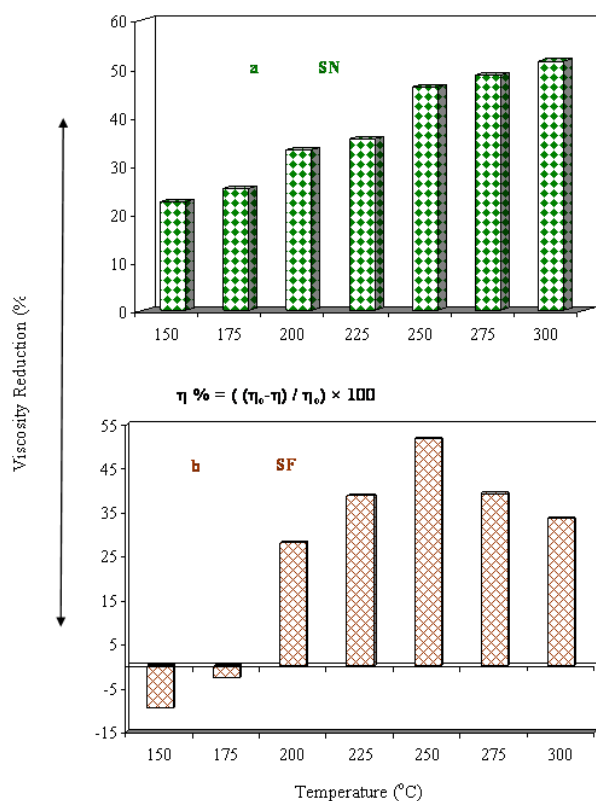 60
50
40
30
20
10
0
a SN
150 175 200 225 250 275 300
Viscosity Reduction (%
η % = ( (ηₒ-η) / ηₒ) × 100
55
45
35
25
15
5
-5
-15
b SF
150 175 200 225 250 275 300
Temperature (°C)